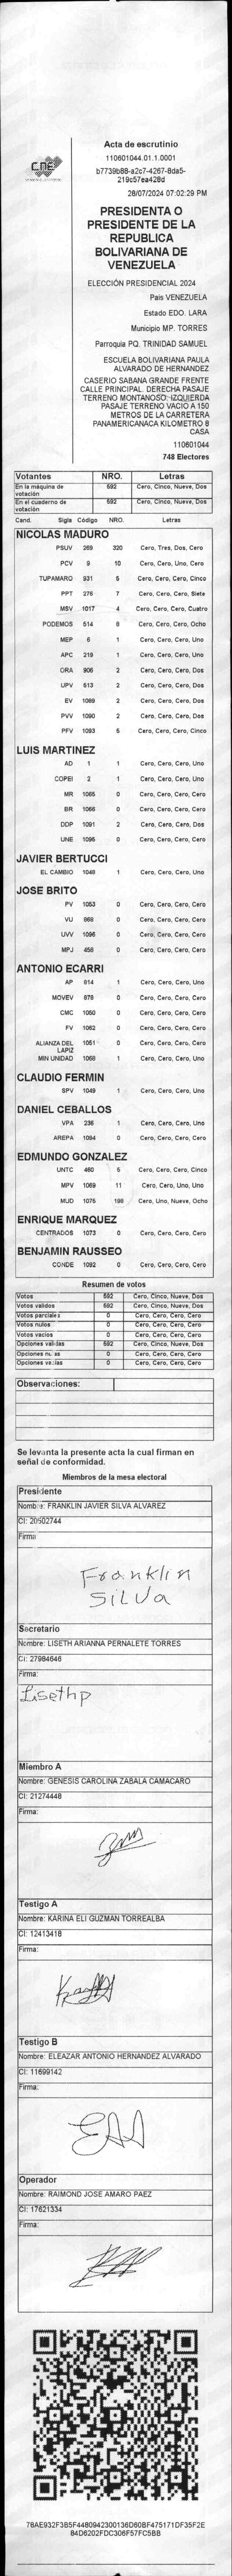 CNE
Acta de escrutinio
110601044.01.1.0001
b7739b88-a2c7-4267-8da5-
219c57ea428d
28/07/2024 07:02:29 PM
PRESIDENTA O
PRESIDENTE DE LA
REPUBLICA
BOLIVARIANA DE
VENEZUELA
ELECCIÓN PRESIDENCIAL 2024
Pais VENEZUELA
Estado EDO. LARA
Municipio MP. TORRES
Parroquia PQ. TRINIDAD SAMUEL
ESCUELA BOLIVARIANA PAULA
ALVARADO DE HERNANDEZ
CASERIO SABANA GRANDE FRENTE
CALLE PRINCIPAL. DERECHA PASAJE
TERRENO MONTANOSO. IZQUIERDA
PASAJE TERRENO VACIO A 150
METROS DE LA CARRETERA
PANAMERICANACA KILOMETRO 8
CASA
110601044
748 Electores
Votantes NRO. Letras
En la máquina de votación 592 Cero, Cinco, Nueve, Dos
En el cuaderno de votación 592 Cero, Cinco, Nueve, Dos
Cand. Sigla Código NRO. Letras
NICOLAS MADURO
PSUV 269 320 Cero, Tres, Dos, Cero
PCV 9 10 Cero, Cero, Uno, Cero
TUPAMARO 931 5 Cero, Cero, Cero, Cinco
PPT 276 7 Cero, Cero, Cero, Siete
MSV 1017 4 Cero, Cero, Cero, Cuatro
PODEMOS 514 8 Cero, Cero, Cero, Ocho
MEP 6 1 Cero, Cero, Cero, Uno
APC 219 1 Cero, Cero, Cero, Uno
ORA 906 2 Cero, Cero, Cero, Dos
UPV 513 2 Cero, Cero, Cero, Dos
EV 1089 2 Cero, Cero, Cero, Dos
PVV 1090 2 Cero, Cero, Cero, Dos
PFV 1093 5 Cero, Cero, Cero, Cinco
LUIS MARTINEZ
AD 1 1 Cero, Cero, Cero, Uno
COPEI 2 1 Cero, Cero, Cero, Uno
MR 1055 0 Cero, Cero, Cero, Cero
BR 1066 0 Cero, Cero, Cero, Cero
DDP 1091 2 Cero, Cero, Cero, Dos
UNE 1095 0 Cero, Cero, Cero, Cero
JAVIER BERTUCCI
EL CAMBIO 1048 1 Cero, Cero, Cero, Uno
JOSE BRITO
PV 1053 0 Cero, Cero, Cero, Cero
VU 868 0 Cero, Cero, Cero, Cero
UVV 1096 0 Cero, Cero, Cero, Cero
MPJ 458 0 Cero, Cero, Cero, Cero
ANTONIO ECARRI
AP 814 1 Cero, Cero, Cero, Uno
MOVEV 878 0 Cero, Cero, Cero, Cero
CMC 1050 0 Cero, Cero, Cero, Cero
FV 1062 0 Cero, Cero, Cero, Cero
ALIANZA DEL LAPIZ 1051 0 Cero, Cero, Cero, Cero
MIN UNIDAD 1068 1 Cero, Cero, Cero, Uno
CLAUDIO FERMIN
SPV 1049 1 Cero, Cero, Cero, Uno
DANIEL CEBALLOS
VPA 236 1 Cero, Cero, Cero, Uno
AREPA 1094 0 Cero, Cero, Cero, Cero
EDMUNDO GONZALEZ
UNTC 460 5 Cero, Cero, Cero, Cinco
MPV 1069 11 Cero, Cero, Uno, Uno
MUD 1075 198 Cero, Uno, Nueve, Ocho
ENRIQUE MARQUEZ
CENTRADOS 1073 0 Cero, Cero, Cero, Cero
BENJAMIN RAUSSEO
CONDE 1092 0 Cero, Cero, Cero, Cero
Resumen de votos
Votos 592 Cero, Cinco, Nueve, Dos
Votos validos 592 Cero, Cinco, Nueve, Dos
Votos parciales 0 Cero, Cero, Cero, Cero
Votos nulos 0 Cero, Cero, Cero, Cero
Votos vacios 0 Cero, Cero, Cero, Cero
Opciones validas 592 Cero, Cinco, Nueve, Dos
Opciones nulas 0 Cero, Cero, Cero, Cero
Opciones vacias 0 Cero, Cero, Cero, Cero
Observaciones:
Se levanta la presente acta la cual firman en
señal de conformidad.
Miembros de la mesa electoral
Presidente
Nombre: FRANKLIN JAVIER SILVA ALVAREZ
CI: 20502744
Firma:
Franklin
SILVa
Secretario
Nombre: LISETH ARIANNA PERNALETE TORRES
CI: 27984646
Firma:
Lisethp
Miembro A
Nombre: GENESIS CAROLINA ZABALA CAMACARO
CI: 21274448
Firma:
Testigo A
Nombre: KARINA ELI GUZMAN TORREALBA
CI: 12413418
Firma:
Testigo B
Nombre: ELEAZAR ANTONIO HERNANDEZ ALVARADO
CI: 11699142
Firma:
Operador
Nombre: RAIMOND JOSE AMARO PAEZ
CI: 17621334
Firma:
78AE932F3B5F4480942300136D60BF475171DF35F2E
84D6202FDC306F57FC5BB